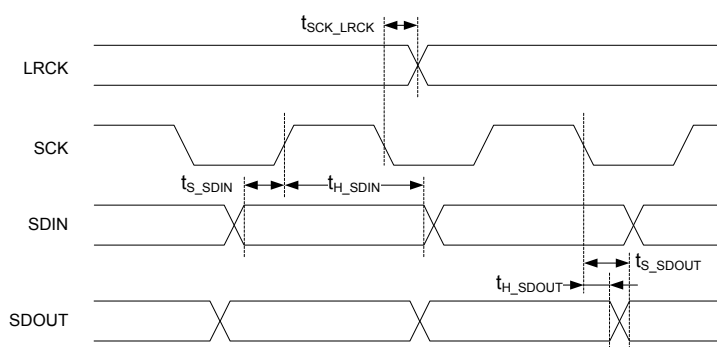 tSCK_LRCK
LRCK
SCK
tS_SDIN
tH_SDIN
SDIN
tS_SDOUT
tH_SDOUT
SDOUT